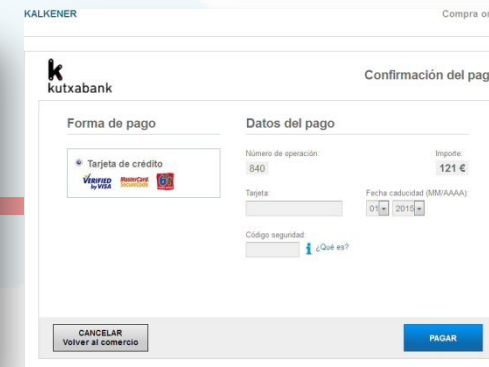 KALKENER
Compra
k
kutxabank
Confirmación del pag
Forma de pago
Datos del pago
Tarjeta de crédito
VERIFIED by VISA
MasterCard. SecureCode.
Número de operación:
Importe:
840
121 €
Tarjeta:
Fecha caducidad (MM/AAAA):
01
2015
Código seguridad:
i ¿Qué es?
CANCELAR
Volver al comercio
PAGAR